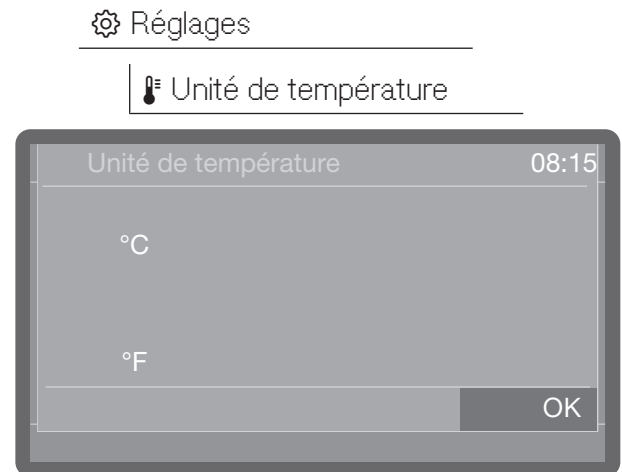 Réglages
Unité de température
Unité de température 08:15
°C
°F
OK